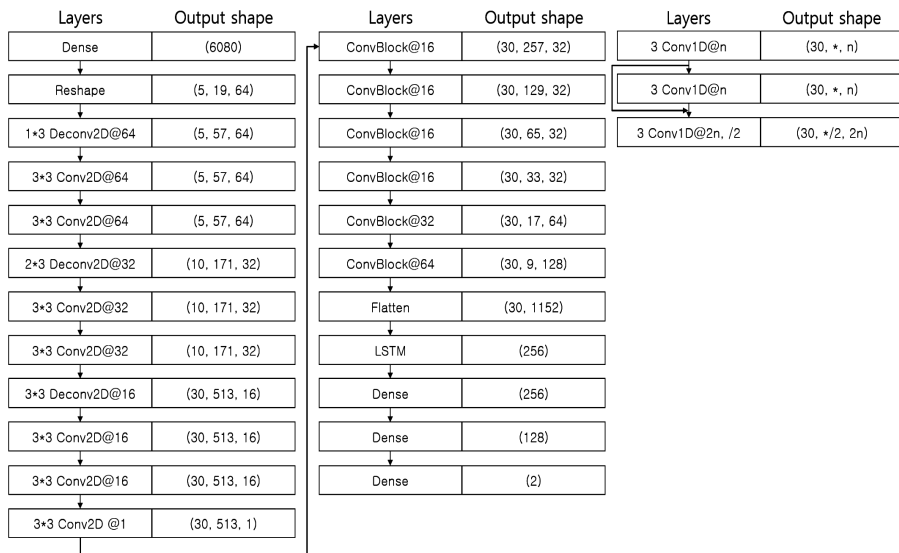 Layers Output shape
Dense (6080)
Reshape (5, 19, 64)
1*3 Deconv2D@64 (5, 57, 64)
3*3 Conv2D@64 (5, 57, 64)
3*3 Conv2D@64 (5, 57, 64)
2*3 Deconv2D@32 (10, 171, 32)
3*3 Conv2D@32 (10, 171, 32)
3*3 Conv2D@32 (10, 171, 32)
3*3 Deconv2D@16 (30, 513, 16)
3*3 Conv2D@16 (30, 513, 16)
3*3 Conv2D@16 (30, 513, 16)
3*3 Conv2D @1 (30, 513, 1)
Layers Output shape
ConvBlock@16 (30, 257, 32)
ConvBlock@16 (30, 129, 32)
ConvBlock@16 (30, 65, 32)
ConvBlock@16 (30, 33, 32)
ConvBlock@32 (30, 17, 64)
ConvBlock@64 (30, 9, 128)
Flatten (30, 1152)
LSTM (256)
Dense (256)
Dense (128)
Dense (2)
Layers Output shape
3 Conv1D@n (30, *, n)
3 Conv1D@n (30, *, n)
3 Conv1D@2n, /2 (30, */2, 2n)